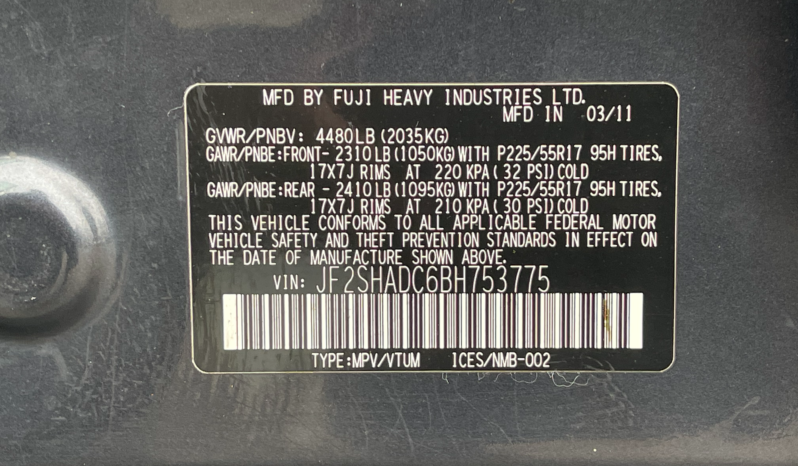 MFD BY FUJI HEAVY INDUSTRIES LTD.
MFD IN 03/11
GVWR/PNBV: 4480LB(2035KG)
GAWR/PNBE:FRONT- 2310LB(1050KG)WITH P225/55R17 95H TIRES,
17X7J RIMS AT 220 KPA( 32 PSI)COLD
GAWR/PNBE:REAR - 2410LB(1095KG)WITH P225/55R17 95H TIRES,
17X7J RIMS AT 210 KPA( 30 PSI)COLD
THIS VEHICLE CONFORMS TO ALL APPLICABLE FEDERAL MOTOR
VEHICLE SAFETY AND THEFT PREVENTION STANDARDS IN EFFECT ON
THE DATE OF MANUFACTURE SHOWN ABOVE.
VIN: JF2SHADC6BH753775
TYPE:MPV/VTUM ICES/NMB-002